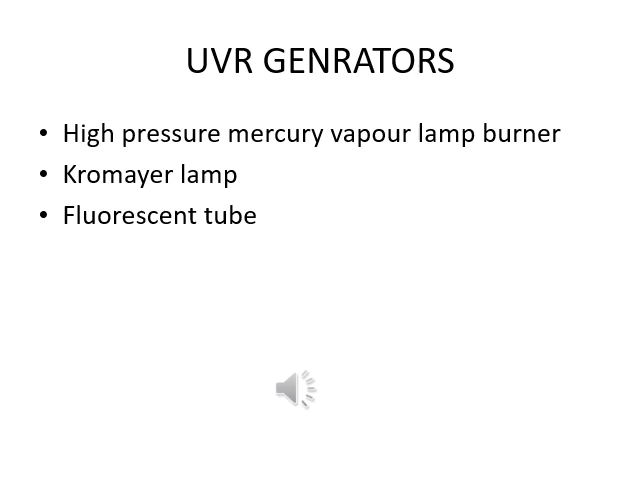 UVR GENRATORS
• High pressure mercury vapour lamp burner
• Kromayer lamp
• Fluorescent tube